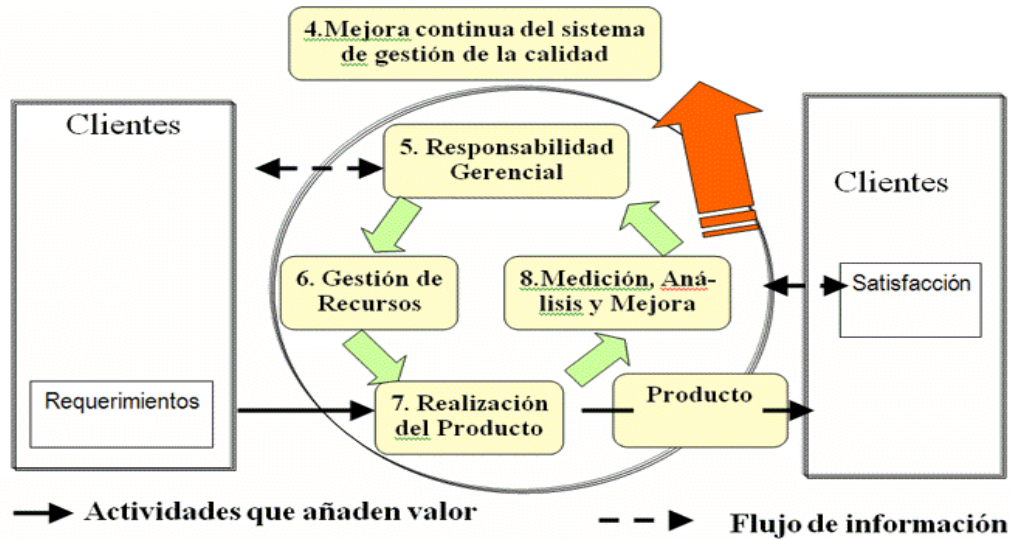 4.Mejora continua del sistema
de gestión de la calidad
Clientes
5. Responsabilidad
Gerencial
Clientes
6. Gestión de
Recursos
8.Medición, Aná-
lisis y Mejora
Satisfacción
Requerimientos
7. Realización
del Producto
Producto
Actividades que añaden valor
Flujo de información